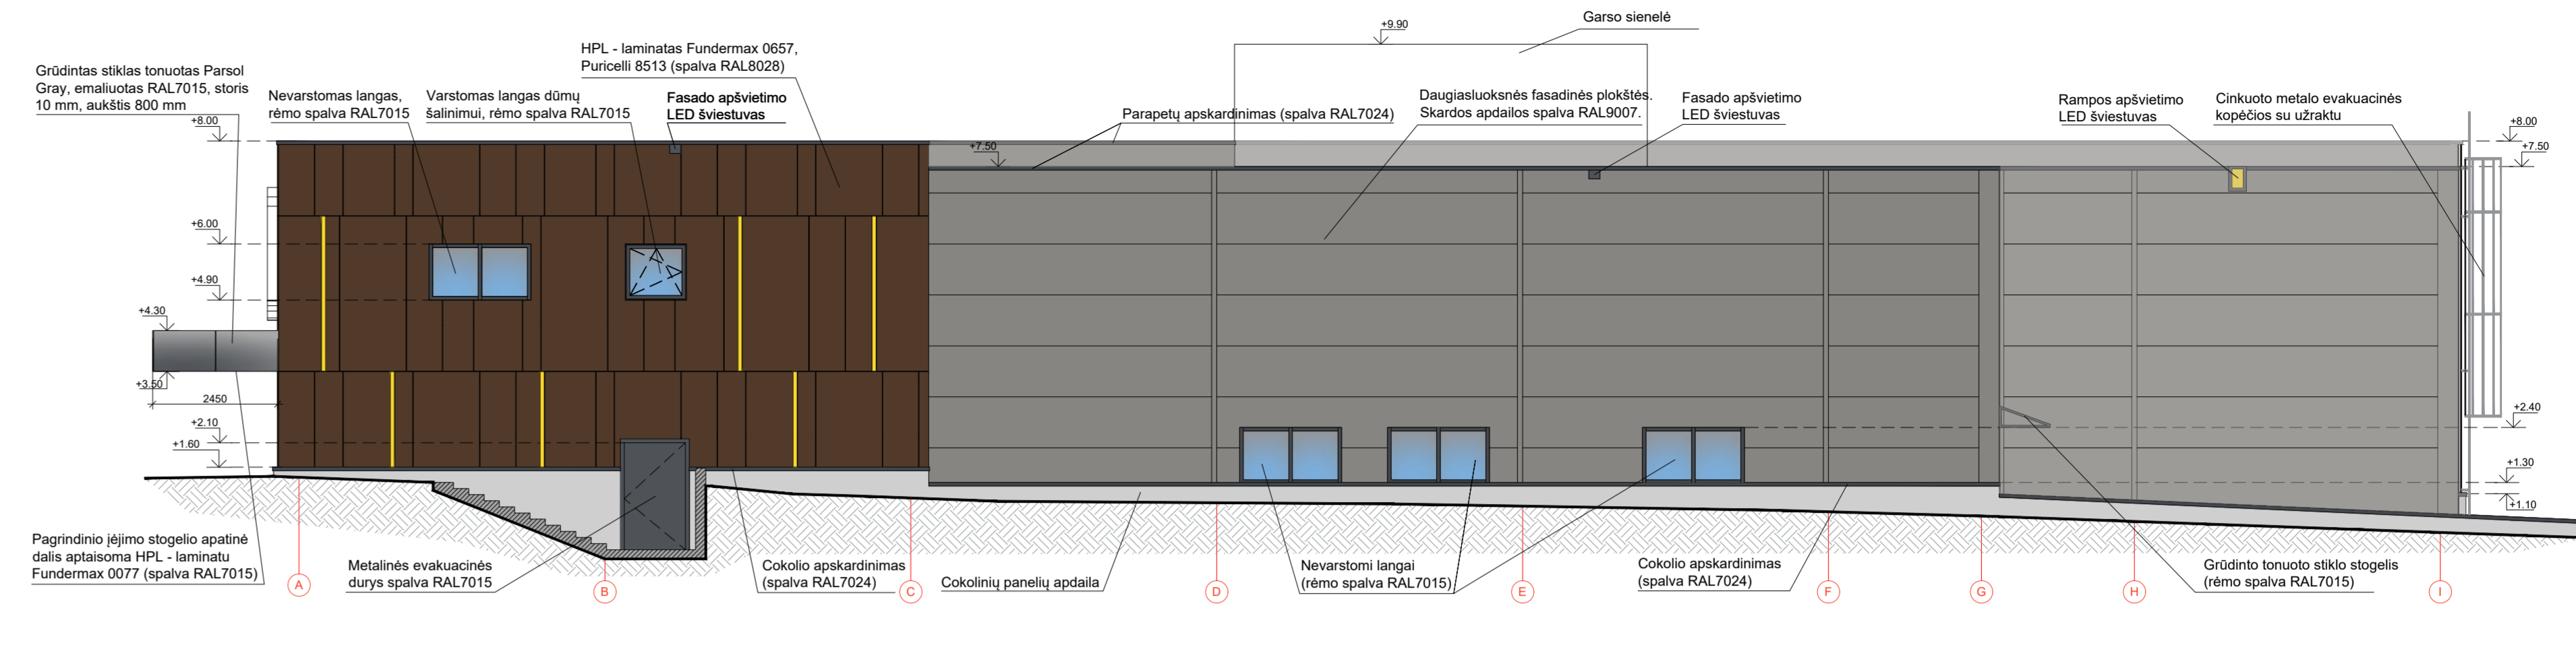 Garso sienelė
+9.90
HPL - laminatas Fundermax 0657,
Puricelli 8513 (spalva RAL8028)
Grūdintas stiklas tonuotas Parsol
Gray, emaliuotas RAL7015, storis
10 mm, aukštis 800 mm
Nevarstomas langas,
rėmo spalva RAL7015
Varstomas langas dūmų
šalinimui, rėmo spalva RAL7015
Fasado apšvietimo
LED šviestuvas
Parapetų apskardinimas (spalva RAL7024)
Daugiasluoksnės fasadinės plokštės.
Skardos apdailos spalva RAL9007.
Fasado apšvietimo
LED šviestuvas
Rampos apšvietimo
LED šviestuvas
Cinkuoto metalo evakuacinės
kopėčios su užraktu
+8.00
+8.00
+7.50
+7.50
+6.00
+4.90
+4.30
+3.50
2450
+2.10
+1.60
+2.40
+1.30
+1.10
Pagrindinio įėjimo stogelio apatinė
dalis aptaisoma HPL - laminatu
Fundermax 0077 (spalva RAL7015)
Metalinės evakuacinės
durys spalva RAL7015
Cokolio apskardinimas
(spalva RAL7024)
Cokolinių panelių apdaila
Nevarstomi langai
(rėmo spalva RAL7015)
Cokolio apskardinimas
(spalva RAL7024)
Grūdinto tonuoto stiklo stogelis
(rėmo spalva RAL7015)
A
B
C
D
E
F
G
H
I